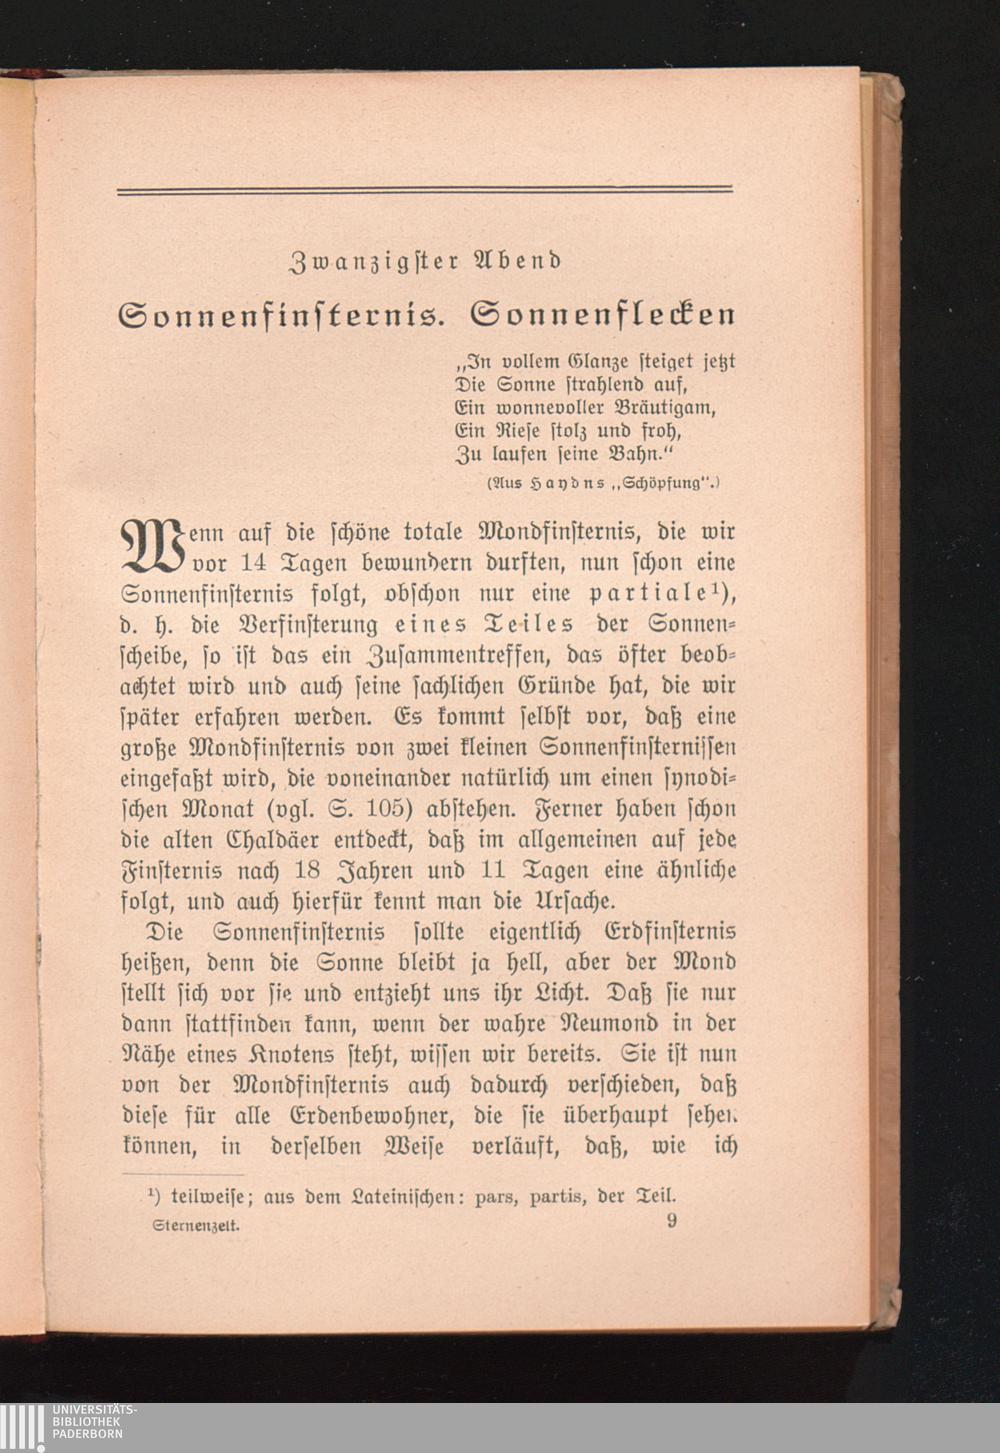 Zwanzigster Abend
Sonnenfinsternis. Sonnenflecken
„In vollem Glanze steiget jetzt
Die Sonne strahlend auf,
Ein wonnevoller Bräutigam,
Ein Riese stolz und froh,
Zu laufen seine Bahn.“
(Aus Haydns „Schöpfung“.)
Wenn auf die schöne totale Mondfinsternis, die wir
vor 14 Tagen bewundern durften, nun schon eine
Sonnenfinsternis folgt, obschon nur eine partiale¹),
d. h. die Verfinsterung eines Teiles der Sonnen-
scheibe, so ist das ein Zusammentreffen, das öfter beob-
achtet wird und auch seine sachlichen Gründe hat, die wir
später erfahren werden. Es kommt selbst vor, daß eine
große Mondfinsternis von zwei kleinen Sonnenfinsternissen
eingefaßt wird, die voneinander natürlich um einen synodi-
schen Monat (vgl. S. 105) abstehen. Ferner haben schon
die alten Chaldäer entdeckt, daß im allgemeinen auf jede
Finsternis nach 18 Jahren und 11 Tagen eine ähnliche
folgt, und auch hierfür kennt man die Ursache.
Die Sonnenfinsternis sollte eigentlich Erdfinsternis
heißen, denn die Sonne bleibt ja hell, aber der Mond
stellt sich vor sie und entzieht uns ihr Licht. Daß sie nur
dann stattfinden kann, wenn der wahre Neumond in der
Nähe eines Knotens steht, wissen wir bereits. Sie ist nun
von der Mondfinsternis auch dadurch verschieden, daß
diese für alle Erdenbewohner, die sie überhaupt sehen
können, in derselben Weise verläuft, daß, wie ich
¹) teilweise; aus dem Lateinischen: pars, partis, der Teil.
Sternenzelt. 9
UNIVERSITÄTS-
BIBLIOTHEK
PADERBORN